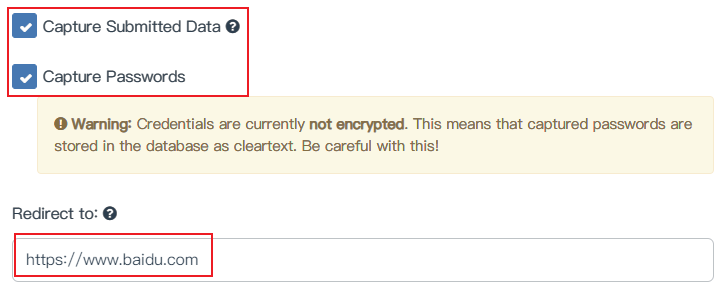 Capture Submitted Data
Capture Passwords
Warning: Credentials are currently not encrypted. This means that captured passwords are
stored in the database as cleartext. Be careful with this!
Redirect to:
https://www.baidu.com